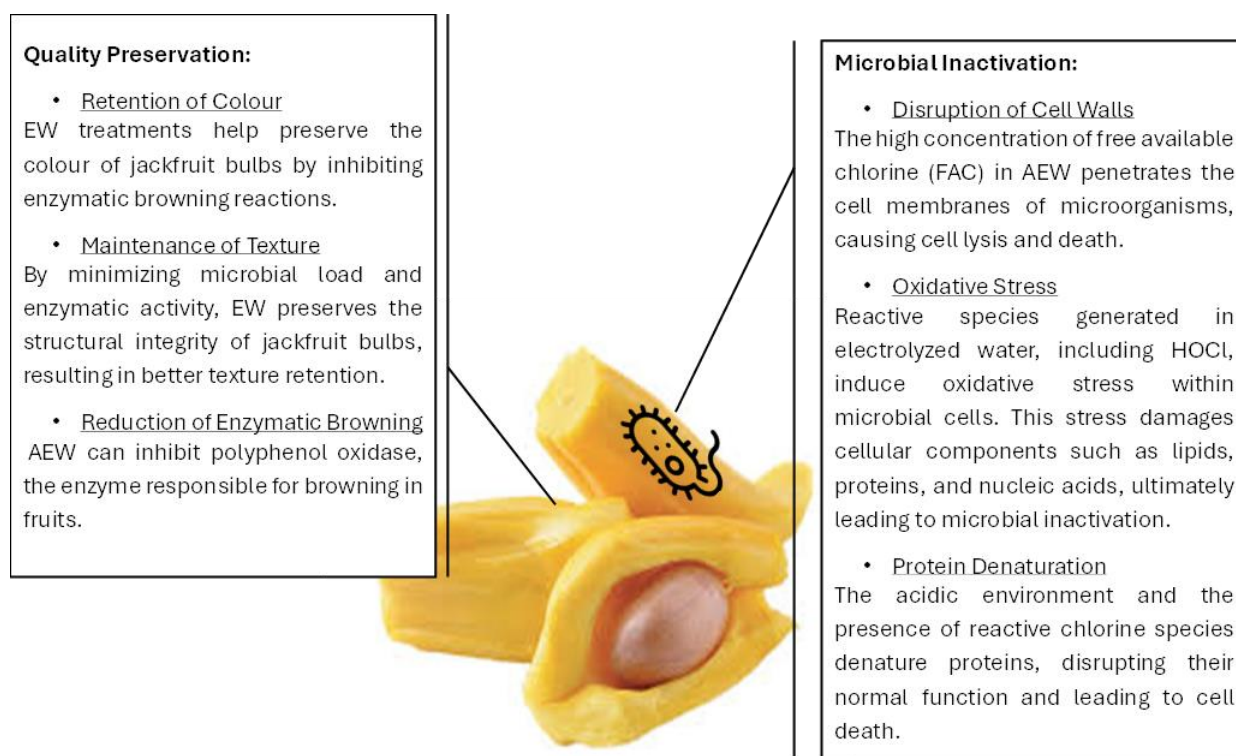 Quality Preservation:
• Retention of Colour
EW treatments help preserve the
colour of jackfruit bulbs by inhibiting
enzymatic browning reactions.
• Maintenance of Texture
By minimizing microbial load and
enzymatic activity, EW preserves the
structural integrity of jackfruit bulbs,
resulting in better texture retention.
• Reduction of Enzymatic Browning
AEW can inhibit polyphenol oxidase,
the enzyme responsible for browning in
fruits.
Microbial Inactivation:
• Disruption of Cell Walls
The high concentration of free available
chlorine (FAC) in AEW penetrates the
cell membranes of microorganisms,
causing cell lysis and death.
• Oxidative Stress
Reactive species generated in
electrolyzed water, including HOCl,
induce oxidative stress within
microbial cells. This stress damages
cellular components such as lipids,
proteins, and nucleic acids, ultimately
leading to microbial inactivation.
• Protein Denaturation
The acidic environment and the
presence of reactive chlorine species
denature proteins, disrupting their
normal function and leading to cell
death.